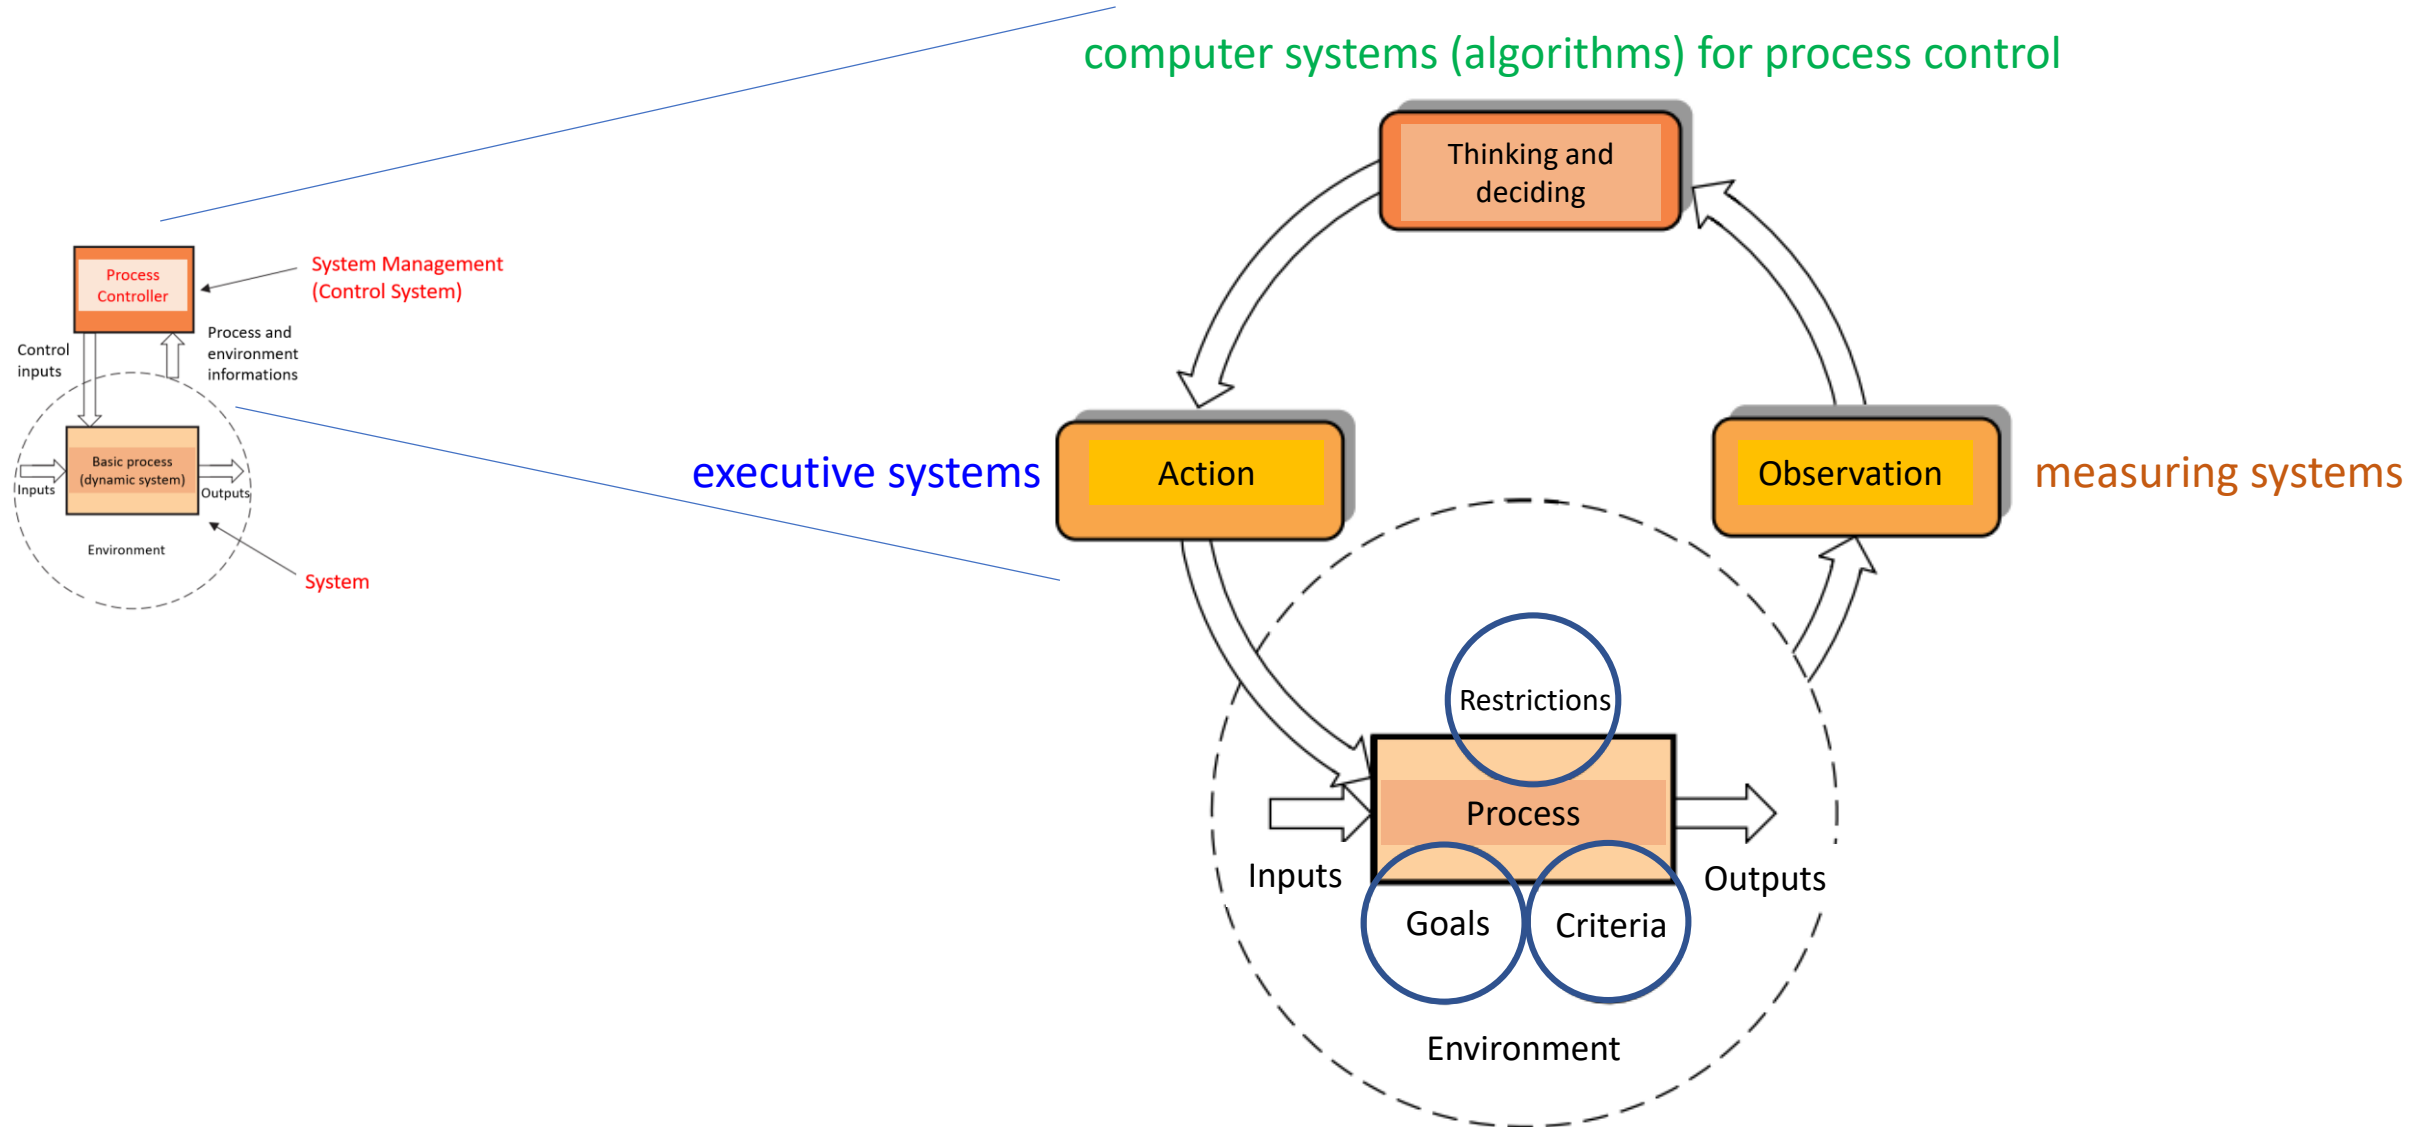 computer systems (algorithms) for process control
Thinking and
deciding
Process
Controller
System Management
(Control System)
Control
inputs
Process and
environment
informations
Basic process
(dynamic system)
Inputs
Outputs
Environment
System
executive systems
Action
Observation
measuring systems
Restrictions
Process
Inputs
Outputs
Goals
Criteria
Environment